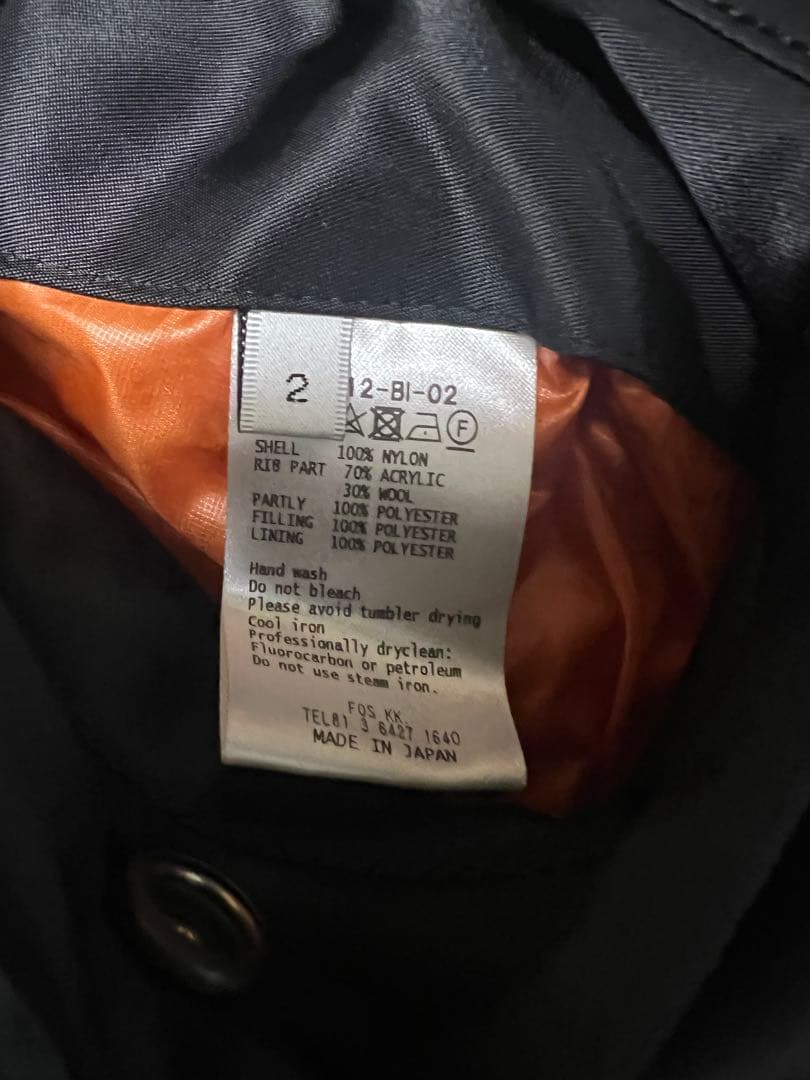 2
12-BI-02
F
SHELL 100% NYLON
RIB PART 70% ACRYLIC
30% WOOL
PARTLY 100% POLYESTER
FILLING 100% POLYESTER
LINING 100% POLYESTER
Hand wash
Do not bleach
Please avoid tumbler drying
Cool iron
Professionally dryclean:
Fluorocarbon or petroleum
Do not use steam iron.
FQS KK.
TEL81 3 6427 1640
MADE IN JAPAN